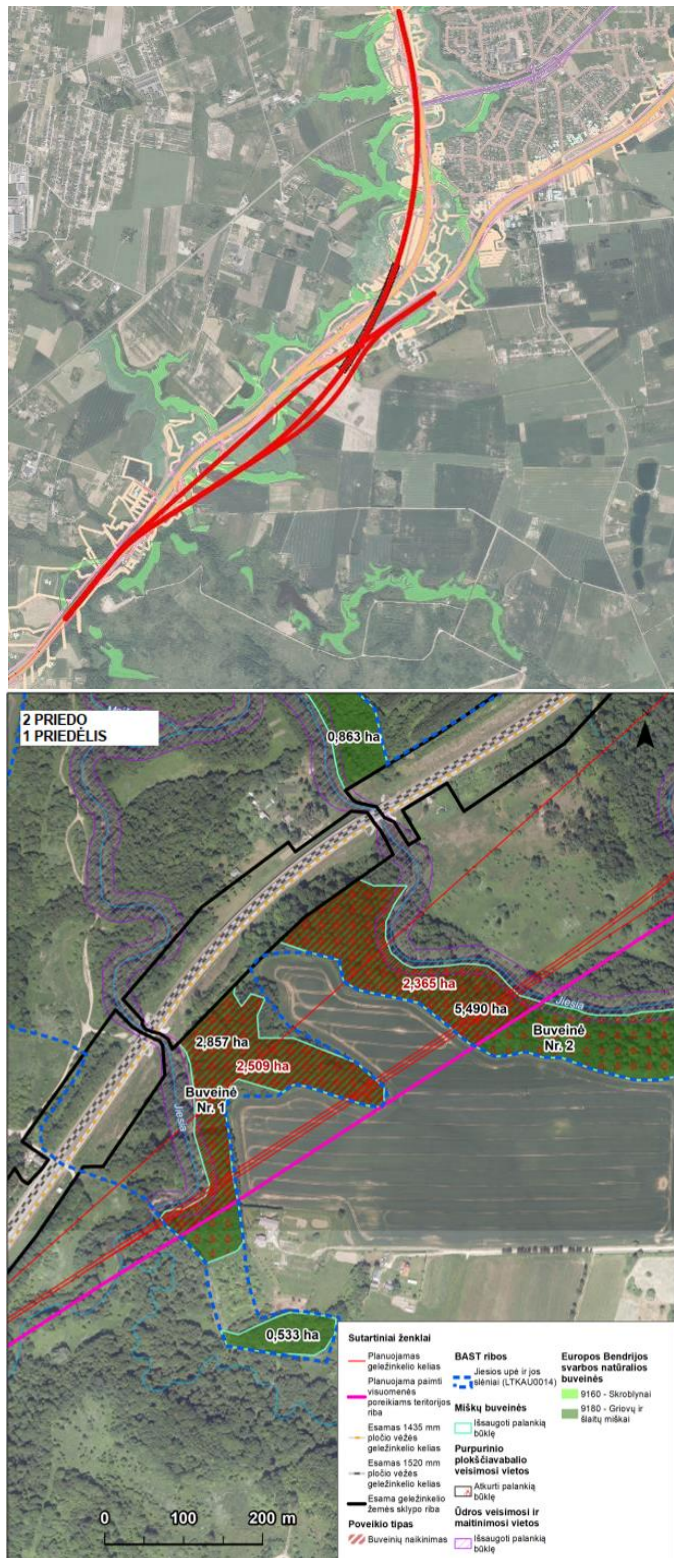 2 PRIEDO
1 PRIEDĖLIS
0,863 ha
2,365 ha
5,490 ha
Jiesia
Buveinė
Nr. 2
2,857 ha
2,509 ha
Buveinė
Nr. 1
Jiesia
0,533 ha
0 100 200 m
Sutartiniai ženklai
Planuojamas
geležinkelio kelias
Planuojama paimti
visuomenės
poreikiams teritorijos
riba
Esamas 1435 mm
pločio vėžės
geležinkelio kelias
Esamas 1520 mm
pločio vėžės
geležinkelio kelias
Esama geležinkelio
žemės sklypo riba
Poveikio tipas
Buveinių naikinimas
BAST ribos
Jiesios upė ir jos
slėniai (LTKAU0014)
Miškų buveinės
Išsaugoti palankią
būklę
Purpurinio
plokščiavabalio
veisimosi vietos
Atkurti palankią
būklę
Ūdros veisimosi ir
maitinimosi vietos
Išsaugoti palankią
būklę
Europos Bendrijos
svarbos natūralios
buveinės
9160 - Skroblynai
9180 - Griovų ir
šlaitų miškai